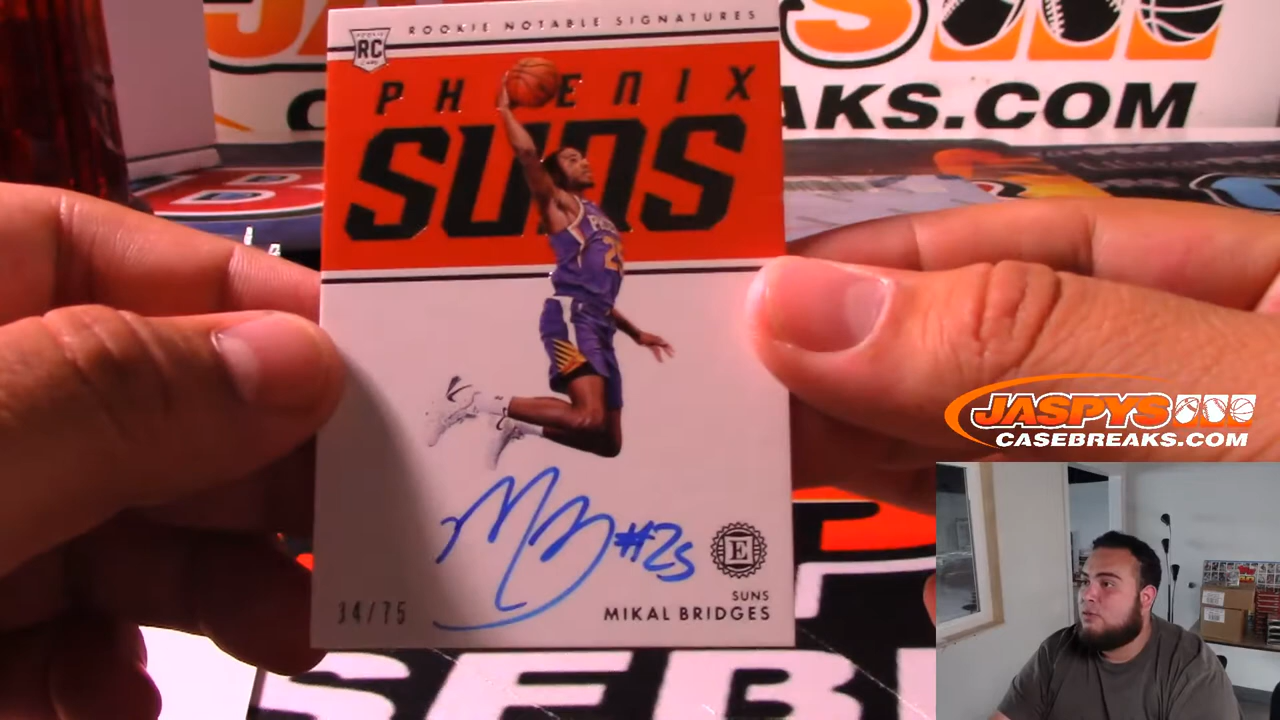 ROOKIE NOTABLE SIGNATURES
RC
PHOENIX
SUNS
#25
E
SUNS
MIKAL BRIDGES
34/75
AKS.COM
JASPYS
CASEBREAKS.COM